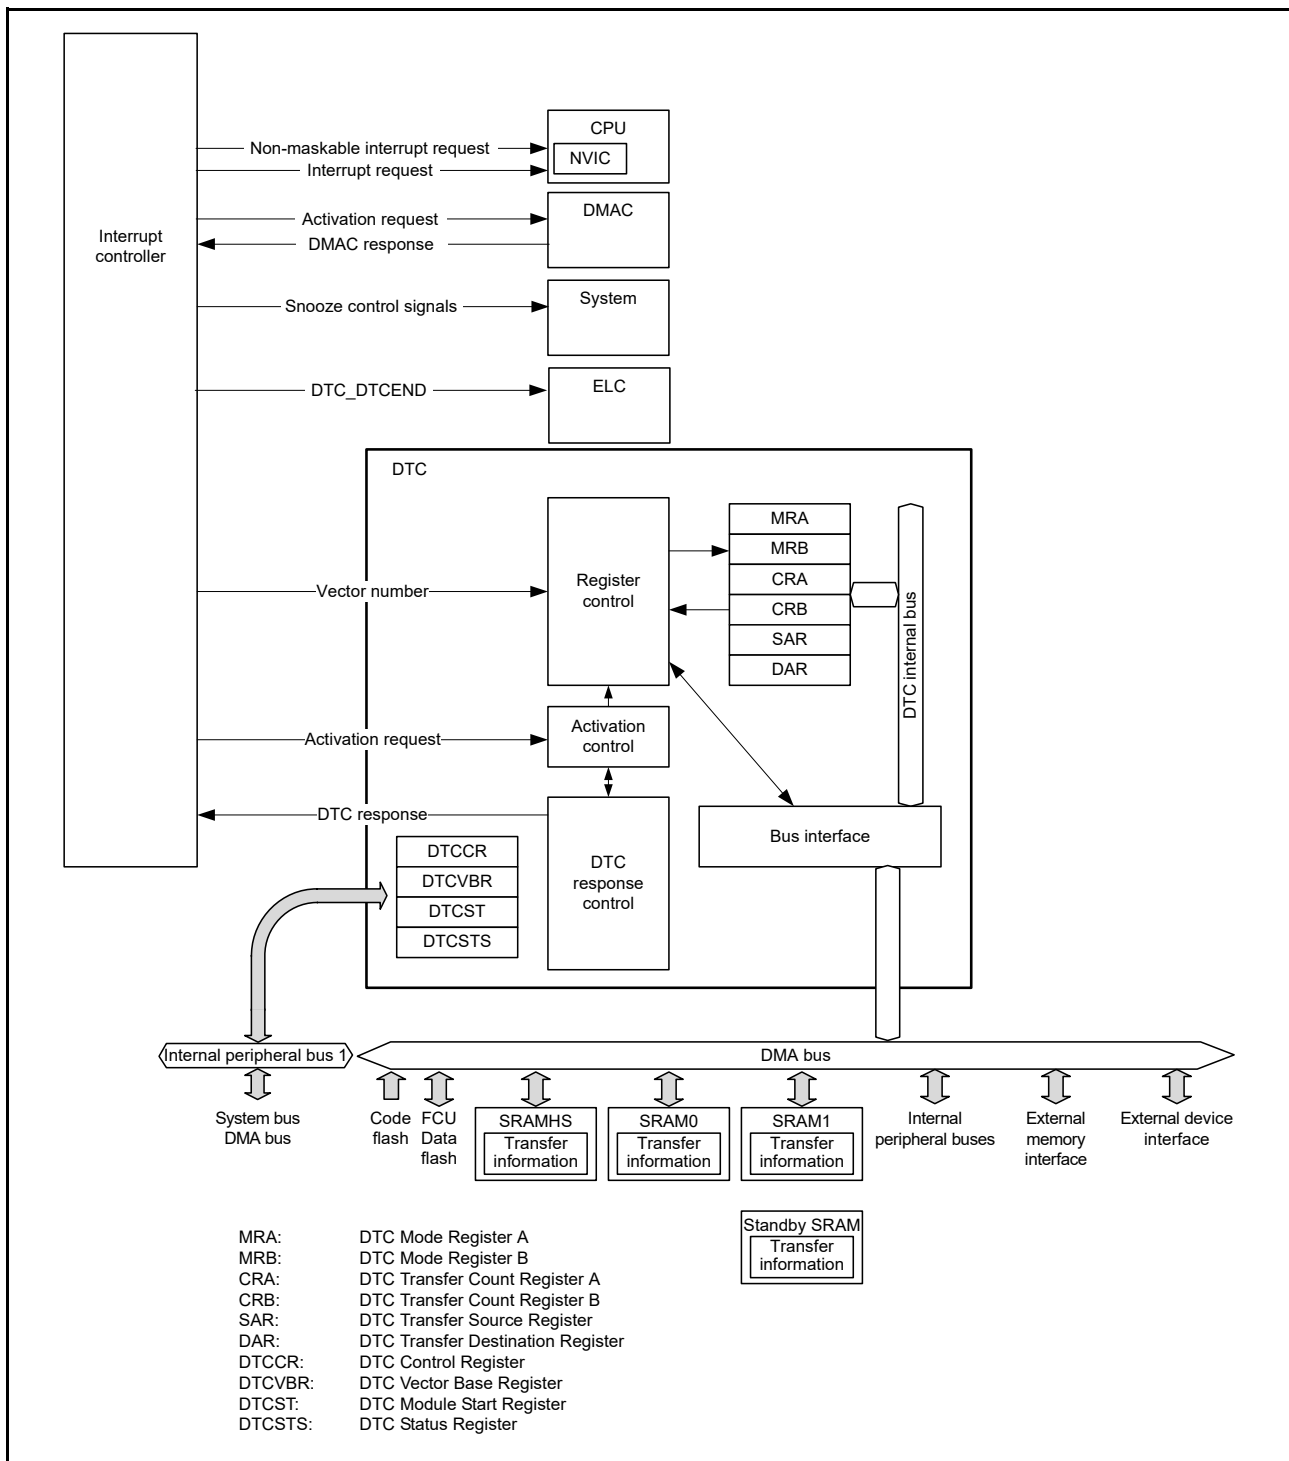 CPU
NVIC
Non-maskable interrupt request
Interrupt request
DMAC
Activation request
DMAC response
Interrupt
controller
System
Snooze control signals
ELC
DTC_DTCEND
DTC
MRA
MRB
CRA
CRB
SAR
DAR
Register
control
Vector number
DTC internal bus
Activation
control
Activation request
DTC response
Bus interface
DTCCR
DTCVBR
DTCST
DTCSTS
DTC
response
control
Internal peripheral bus 1
DMA bus
System bus
DMA bus
Code
flash
FCU
Data
flash
SRAMHS
Transfer
information
SRAM0
Transfer
information
SRAM1
Transfer
information
Internal
peripheral buses
External
memory
interface
External device
interface
Standby SRAM
Transfer
information
MRA: DTC Mode Register A
MRB: DTC Mode Register B
CRA: DTC Transfer Count Register A
CRB: DTC Transfer Count Register B
SAR: DTC Transfer Source Register
DAR: DTC Transfer Destination Register
DTCCR: DTC Control Register
DTCVBR: DTC Vector Base Register
DTCST: DTC Module Start Register
DTCSTS: DTC Status Register